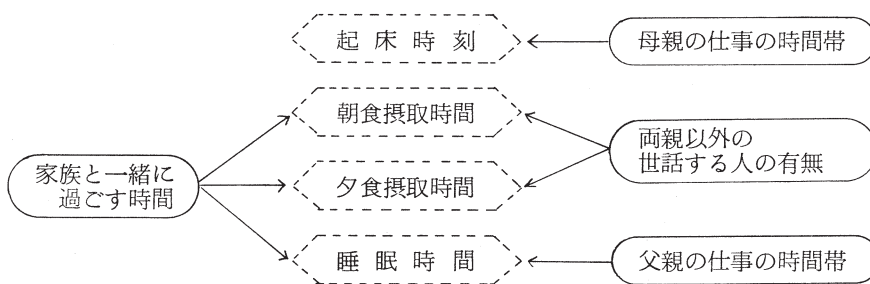 起床時刻
母親の仕事の時間帯
朝食摂取時間
両親以外の
世話する人の有無
家族と一緒に
過ごす時間
夕食摂取時間
睡眠時間
父親の仕事の時間帯